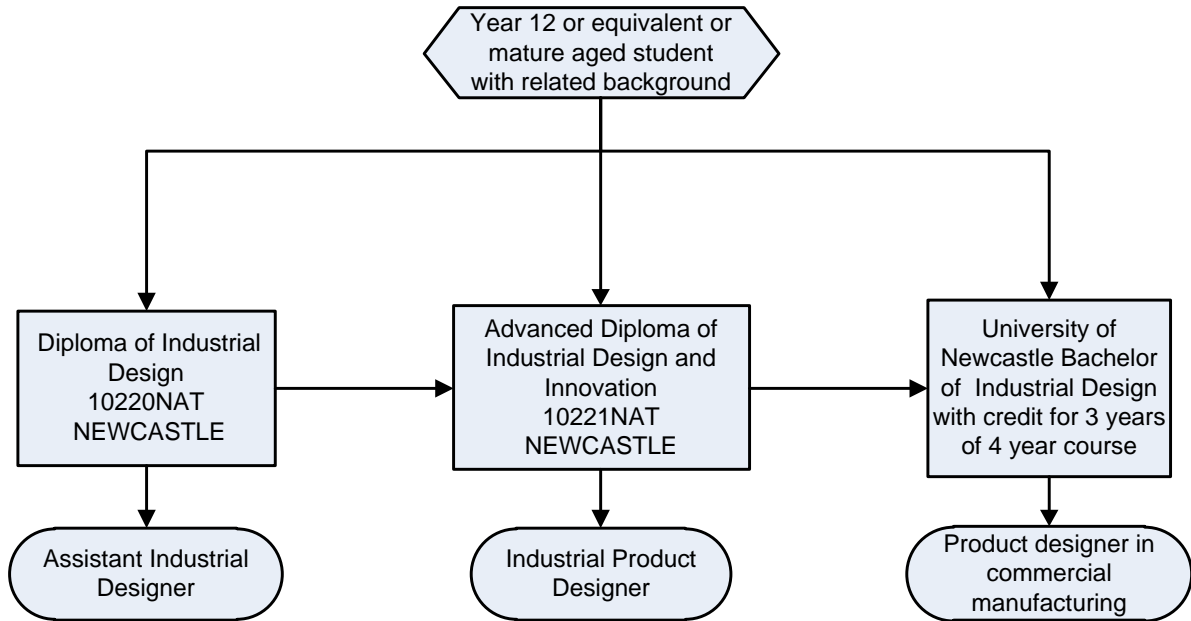 Year 12 or equivalent or
mature aged student
with related background
Diploma of Industrial
Design
10220NAT
NEWCASTLE
Advanced Diploma of
Industrial Design and
Innovation
10221NAT
NEWCASTLE
University of
Newcastle Bachelor
of Industrial Design
with credit for 3 years
of 4 year course
Assistant Industrial
Designer
Industrial Product
Designer
Product designer in
commercial
manufacturing